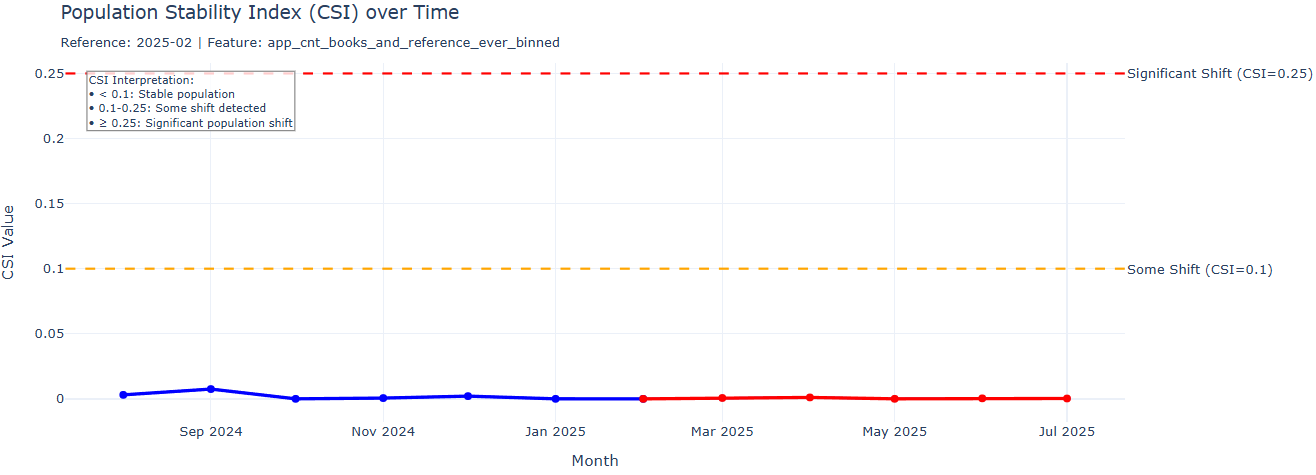 Population Stability Index (CSI) over Time
Reference: 2025-02 | Feature: app_cnt_books_and_reference_ever_binned
CSI Interpretation:
• < 0.1: Stable population
• 0.1-0.25: Some shift detected
• ≥ 0.25: Significant population shift
Significant Shift (CSI=0.25)
Some Shift (CSI=0.1)
CSI Value
0.25
0.2
0.15
0.1
0.05
0
Sep 2024
Nov 2024
Jan 2025
Mar 2025
May 2025
Jul 2025
Month